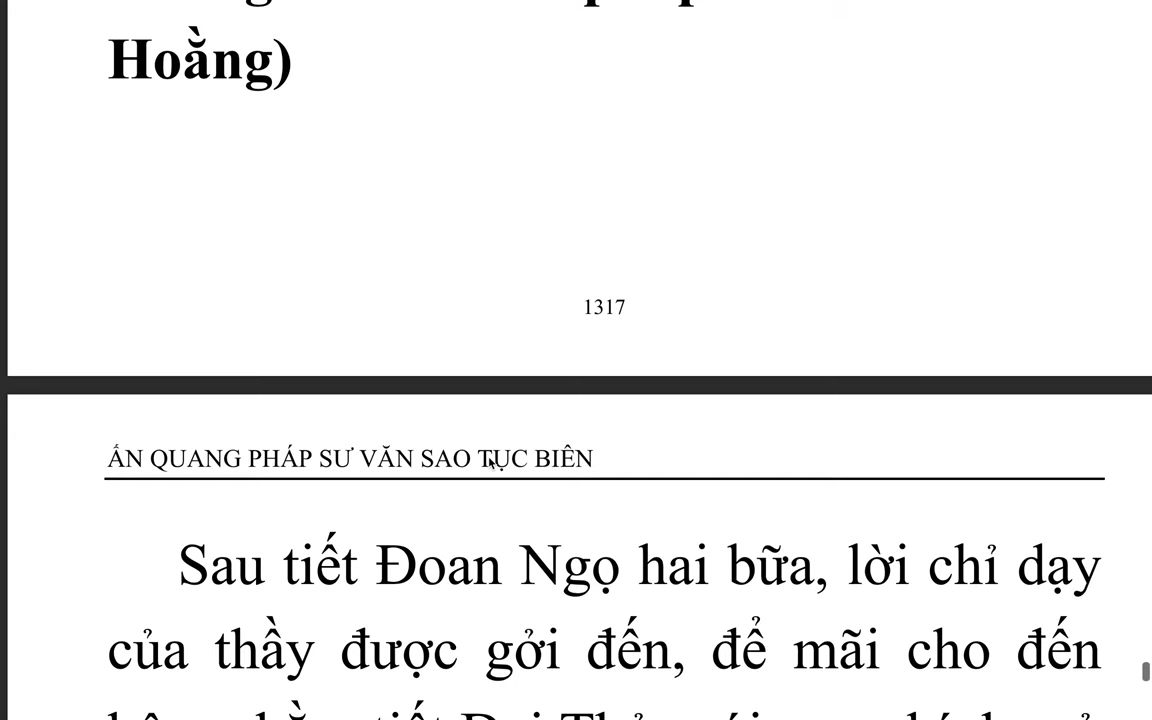 Hoằng)
1317
ẤN QUANG PHÁP SƯ VĂN SAO TỤC BIÊN
Sau tiết Đoan Ngọ hai bữa, lời chỉ dạy
của thầy được gởi đến, để mãi cho đến